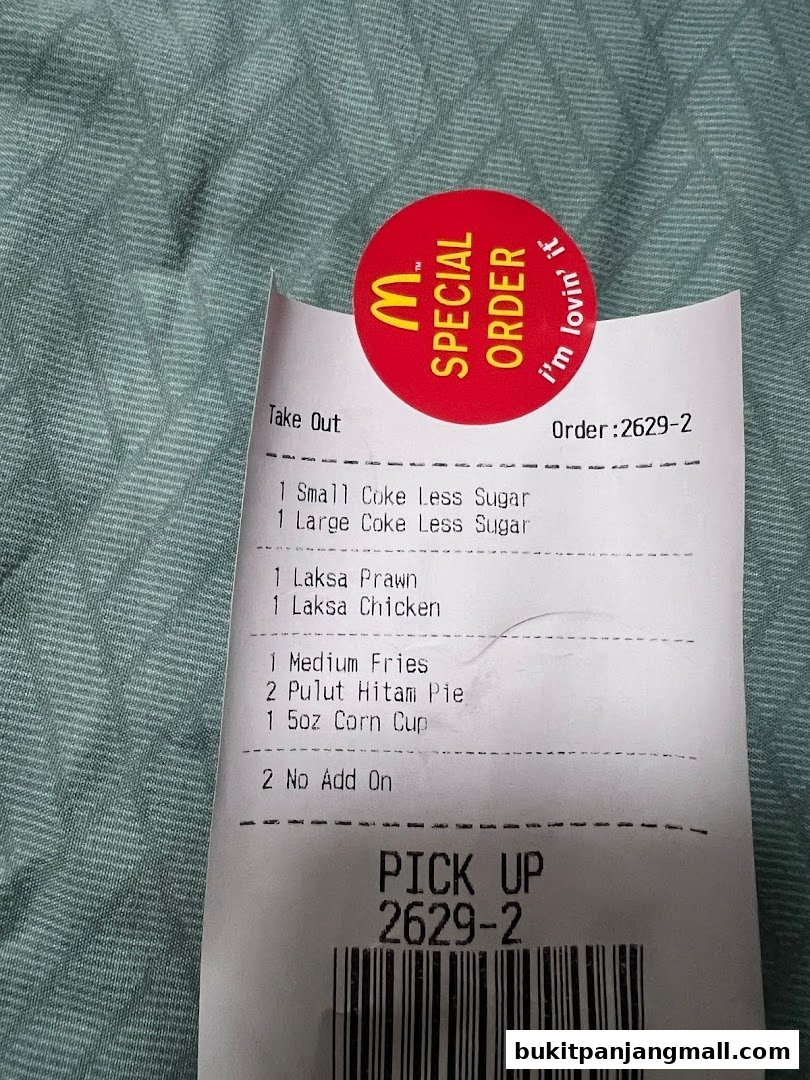 SPECIAL
ORDER
i'm lovin' it
Take Out Order:2629-2
1 Small Coke Less Sugar
1 Large Coke Less Sugar
1 Laksa Prawn
1 Laksa Chicken
1 Medium Fries
2 Pulut Hitam Pie
1 5oz Corn Cup
2 No Add On
PICK UP
2629-2
bukitpanjangmall.com